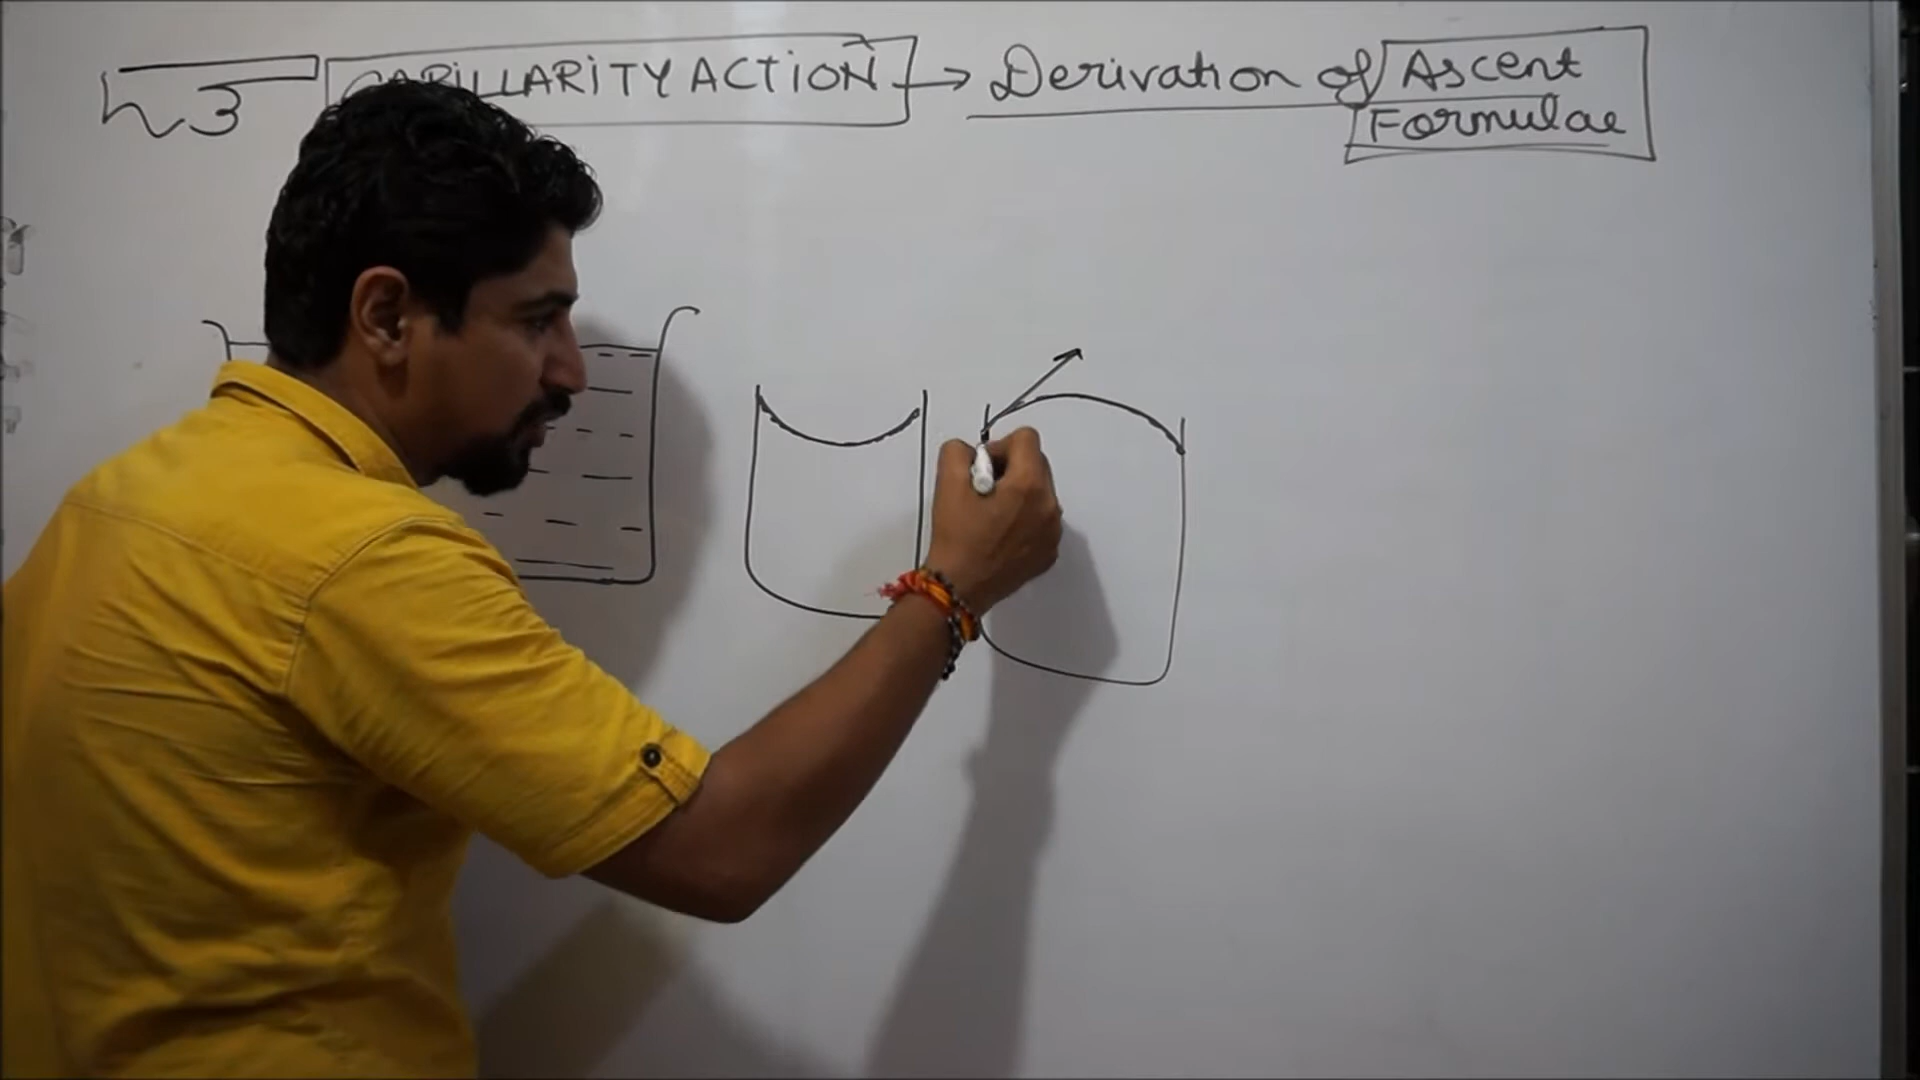 CAPILLARITY ACTION → Derivation of Ascent
Formulae